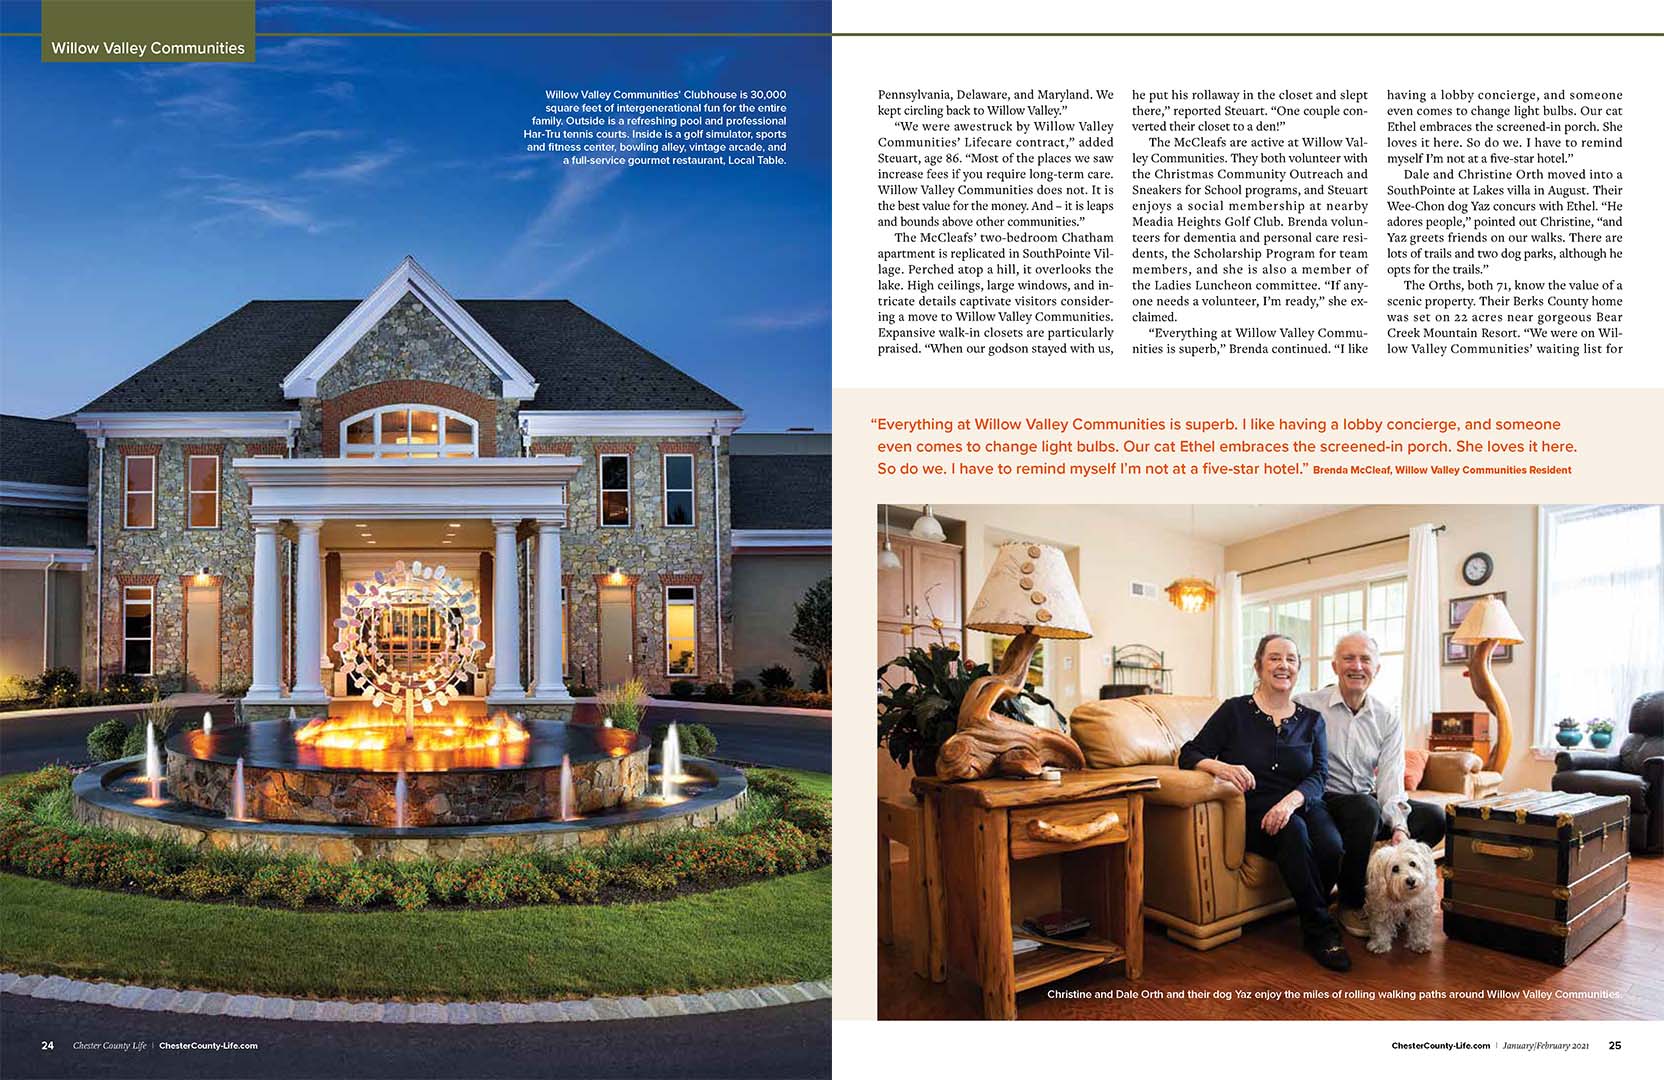 Willow Valley Communities
Willow Valley Communities' Clubhouse is 30,000
square feet of intergenerational fun for the entire
family. Outside is a refreshing pool and professional
Har-Tru tennis courts. Inside is a golf simulator, sports
and fitness center, bowling alley, vintage arcade, and
a full-service gourmet restaurant, Local Table.
24 Chester County Life | ChesterCounty-Life.com
Pennsylvania, Delaware, and Maryland. We
kept circling back to Willow Valley.”
“We were awestruck by Willow Valley
Communities’ Lifecare contract,” added
Steuart, age 86. “Most of the places we saw
increase fees if you require long-term care.
Willow Valley Communities does not. It is
the best value for the money. And – it is leaps
and bounds above other communities.”
The McCleafs’ two-bedroom Chatham
apartment is replicated in SouthPointe Vil-
lage. Perched atop a hill, it overlooks the
lake. High ceilings, large windows, and in-
tricate details captivate visitors consider-
ing a move to Willow Valley Communities.
Expansive walk-in closets are particularly
praised. “When our godson stayed with us,
he put his rollaway in the closet and slept
there,” reported Steuart. “One couple con-
verted their closet to a den!”
The McCleafs are active at Willow Val-
ley Communities. They both volunteer with
the Christmas Community Outreach and
Sneakers for School programs, and Steuart
enjoys a social membership at nearby
Meadia Heights Golf Club. Brenda volun-
teers for dementia and personal care resi-
dents, the Scholarship Program for team
members, and she is also a member of
the Ladies Luncheon committee. “If any-
one needs a volunteer, I’m ready,” she ex-
claimed.
“Everything at Willow Valley Commu-
nities is superb,” Brenda continued. “I like
having a lobby concierge, and someone
even comes to change light bulbs. Our cat
Ethel embraces the screened-in porch. She
loves it here. So do we. I have to remind
myself I’m not at a five-star hotel.”
Dale and Christine Orth moved into a
SouthPointe at Lakes villa in August. Their
Wee-Chon dog Yaz concurs with Ethel. “He
adores people,” pointed out Christine, “and
Yaz greets friends on our walks. There are
lots of trails and two dog parks, although he
opts for the trails.”
The Orths, both 71, know the value of a
scenic property. Their Berks County home
was set on 22 acres near gorgeous Bear
Creek Mountain Resort. “We were on Wil-
low Valley Communities’ waiting list for
“Everything at Willow Valley Communities is superb. I like having a lobby concierge, and someone
even comes to change light bulbs. Our cat Ethel embraces the screened-in porch. She loves it here.
So do we. I have to remind myself I’m not at a five-star hotel.” Brenda McCleaf, Willow Valley Communities Resident
Christine and Dale Orth and their dog Yaz enjoy the miles of rolling walking paths around Willow Valley Communities.
ChesterCounty-Life.com | January/February 2021 25